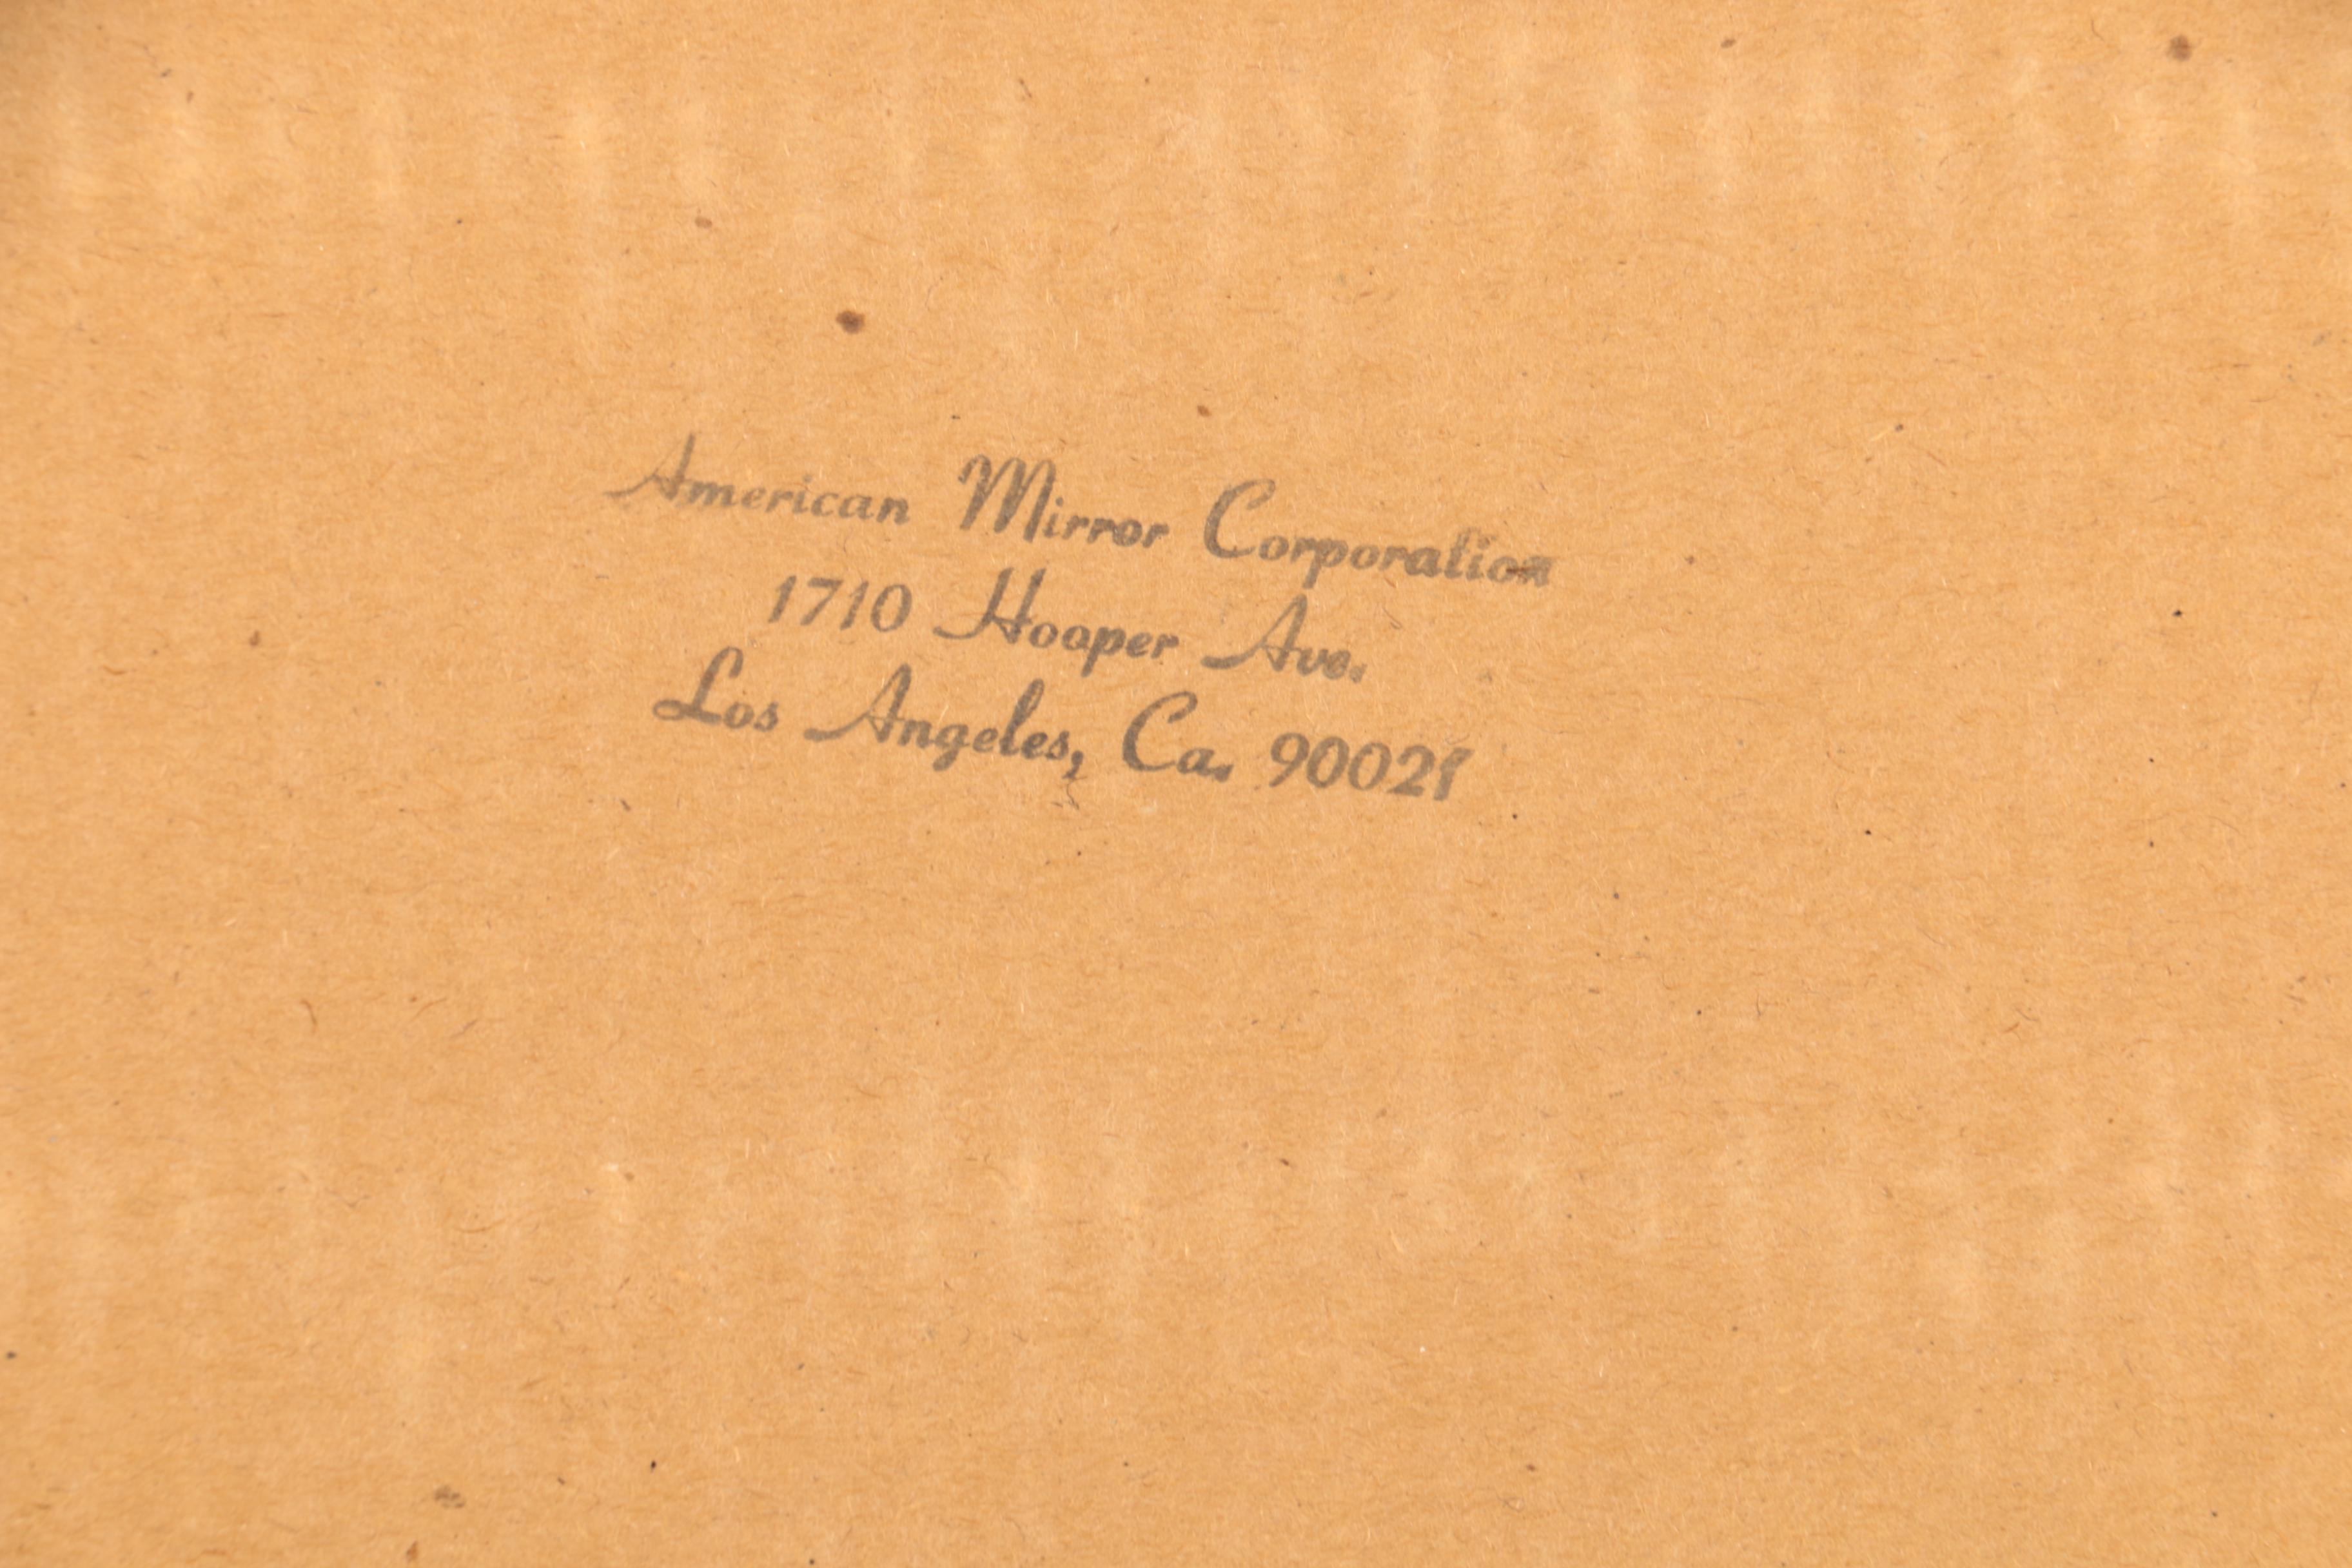 American Mirror Corporation
1710 Hooper Ave.
Los Angeles, Ca. 90021